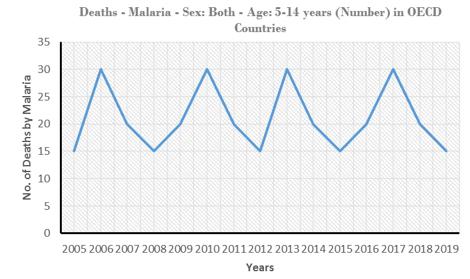 Deaths - Malaria - Sex: Both - Age: 5-14 years (Number) in OECD
Countries
35
30
25
20
15
10
5
0
No. of Deaths by Malaria
2005 2006 2007 2008 2009 2010 2011 2012 2013 2014 2015 2016 2017 2018 2019
Years